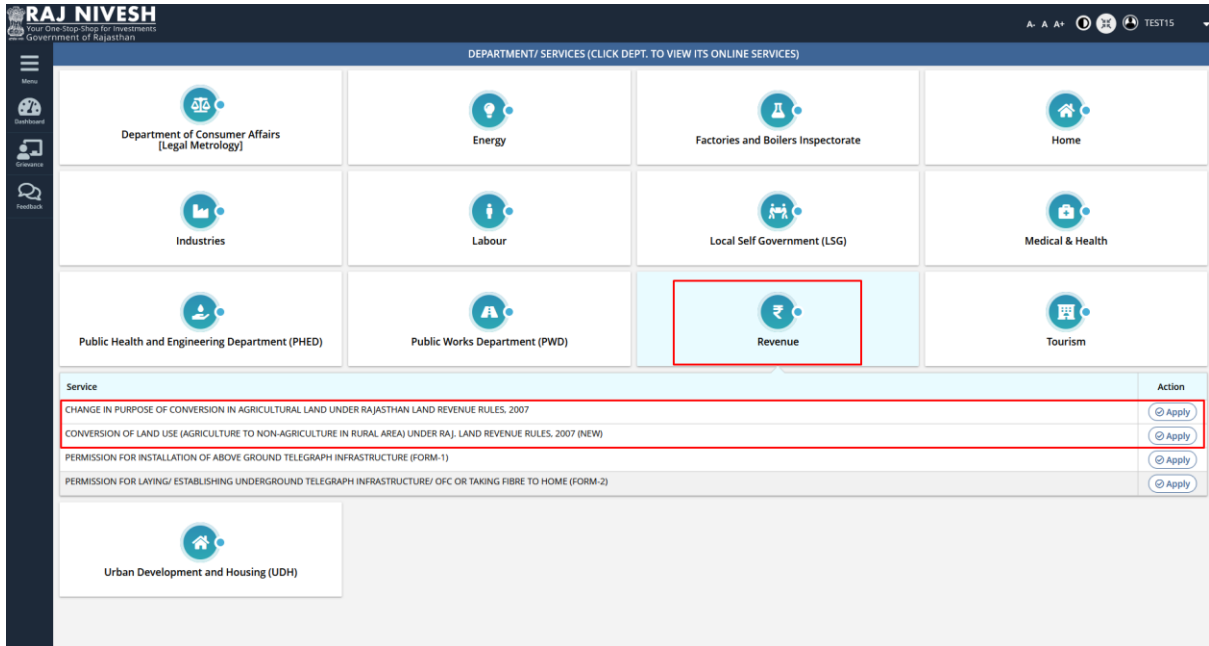 RAJ NIVESH
Your One-Stop-Shop for Investments
Government of Rajasthan
A- A A+
TEST15
Menu
Dashboard
Grievance
Feedback
DEPARTMENT/ SERVICES (CLICK DEPT. TO VIEW ITS ONLINE SERVICES)
Department of Consumer Affairs
[Legal Metrology]
Energy
Factories and Boilers Inspectorate
Home
Industries
Labour
Local Self Government (LSG)
Medical & Health
Public Health and Engineering Department (PHED)
Public Works Department (PWD)
₹
Revenue
Tourism
Service Action
CHANGE IN PURPOSE OF CONVERSION IN AGRICULTURAL LAND UNDER RAJASTHAN LAND REVENUE RULES, 2007 Apply
CONVERSION OF LAND USE (AGRICULTURE TO NON-AGRICULTURE IN RURAL AREA) UNDER RAJ. LAND REVENUE RULES, 2007 (NEW) Apply
PERMISSION FOR INSTALLATION OF ABOVE GROUND TELEGRAPH INFRASTRUCTURE (FORM-1) Apply
PERMISSION FOR LAYING/ ESTABLISHING UNDERGROUND TELEGRAPH INFRASTRUCTURE/ OFC OR TAKING FIBRE TO HOME (FORM-2) Apply
Urban Development and Housing (UDH)